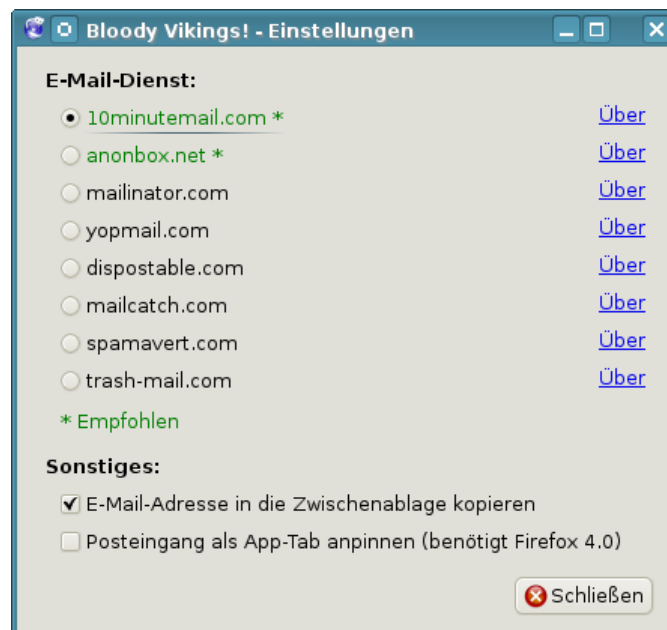 Bloody Vikings! - Einstellungen
E-Mail-Dienst:
10minutemail.com * Über
anonbox.net * Über
mailinator.com Über
yopmail.com Über
dispostable.com Über
mailcatch.com Über
spamavert.com Über
trash-mail.com Über
* Empfohlen
Sonstiges:
E-Mail-Adresse in die Zwischenablage kopieren
Posteingang als App-Tab anpinnen (benötigt Firefox 4.0)
Schließen